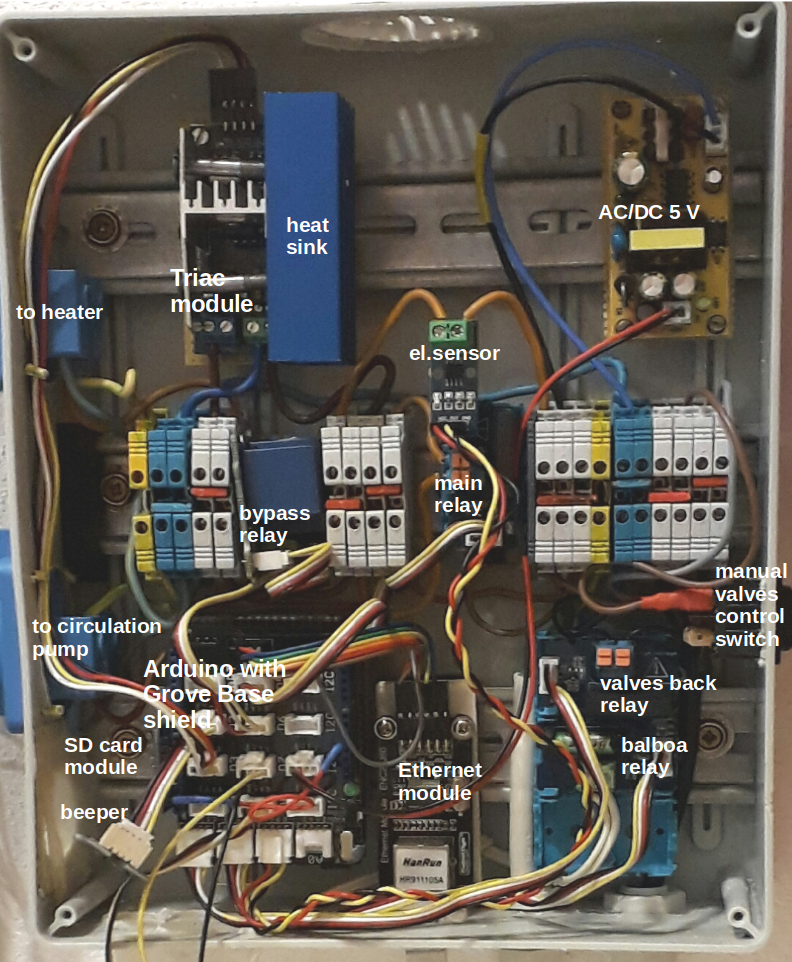 AC/DC 5 V
heat
sink
Triac
module
to heater
el.sensor
main
relay
bypass
relay
manual
valves
control
switch
to circulation
pump
Arduino with
Grove Base
shield
valves back
relay
SD card
module
balboa
relay
Ethernet
module
beeper
HanRun
HR911105A
I2C
I2C